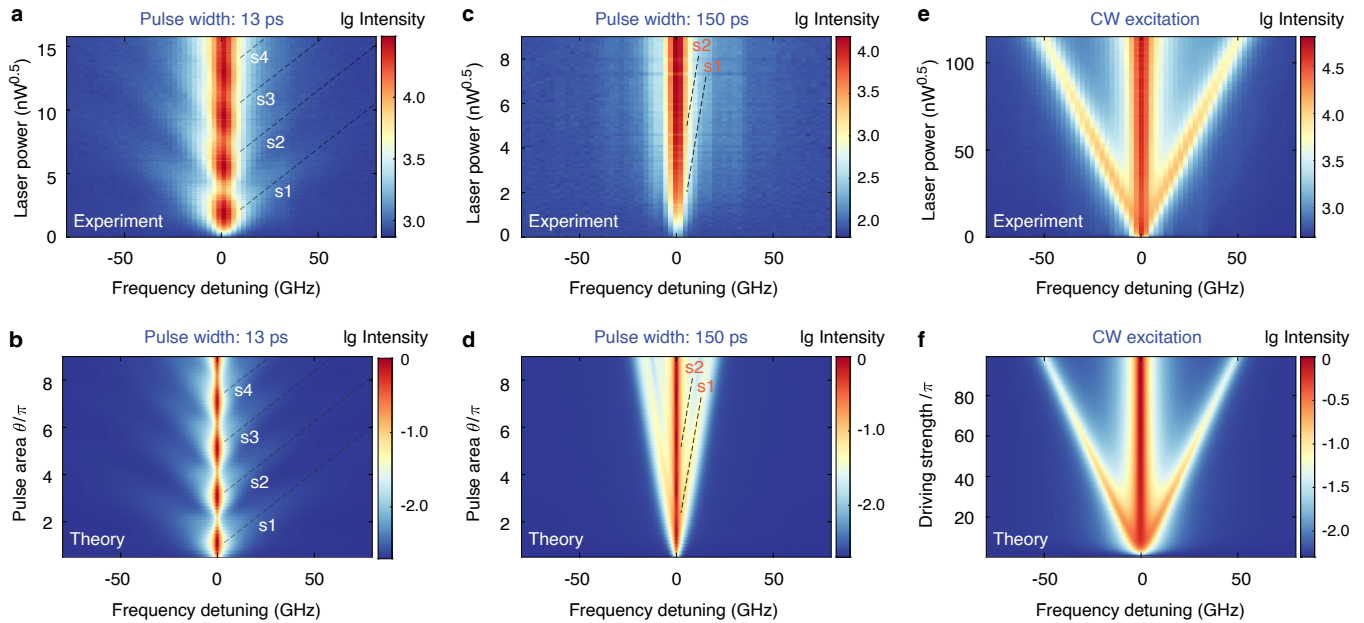 a
Pulse width: 13 ps
lg Intensity
Laser power (nW0.5)
15
10
5
0
s4
s3
s2
s1
Experiment
4.0
3.5
3.0
-50
0
50
Frequency detuning (GHz)
c
Pulse width: 150 ps
lg Intensity
Laser power (nW0.5)
8
6
4
2
0
s2
s1
Experiment
4.0
3.5
3.0
2.5
2.0
-50
0
50
Frequency detuning (GHz)
e
CW excitation
lg Intensity
Laser power (nW0.5)
100
50
0
Experiment
4.5
4.0
3.5
3.0
-50
0
50
Frequency detuning (GHz)
b
Pulse width: 13 ps
lg Intensity
Pulse area θ/π
8
6
4
2
s4
s3
s2
s1
Theory
0
-1.0
-2.0
-50
0
50
Frequency detuning (GHz)
d
Pulse width: 150 ps
lg Intensity
Pulse area θ/π
8
6
4
2
s2
s1
Theory
0
-1.0
-2.0
-50
0
50
Frequency detuning (GHz)
f
CW excitation
lg Intensity
Driving strength /π
80
60
40
20
Theory
0
-0.5
-1.0
-1.5
-2.0
-50
0
50
Frequency detuning (GHz)